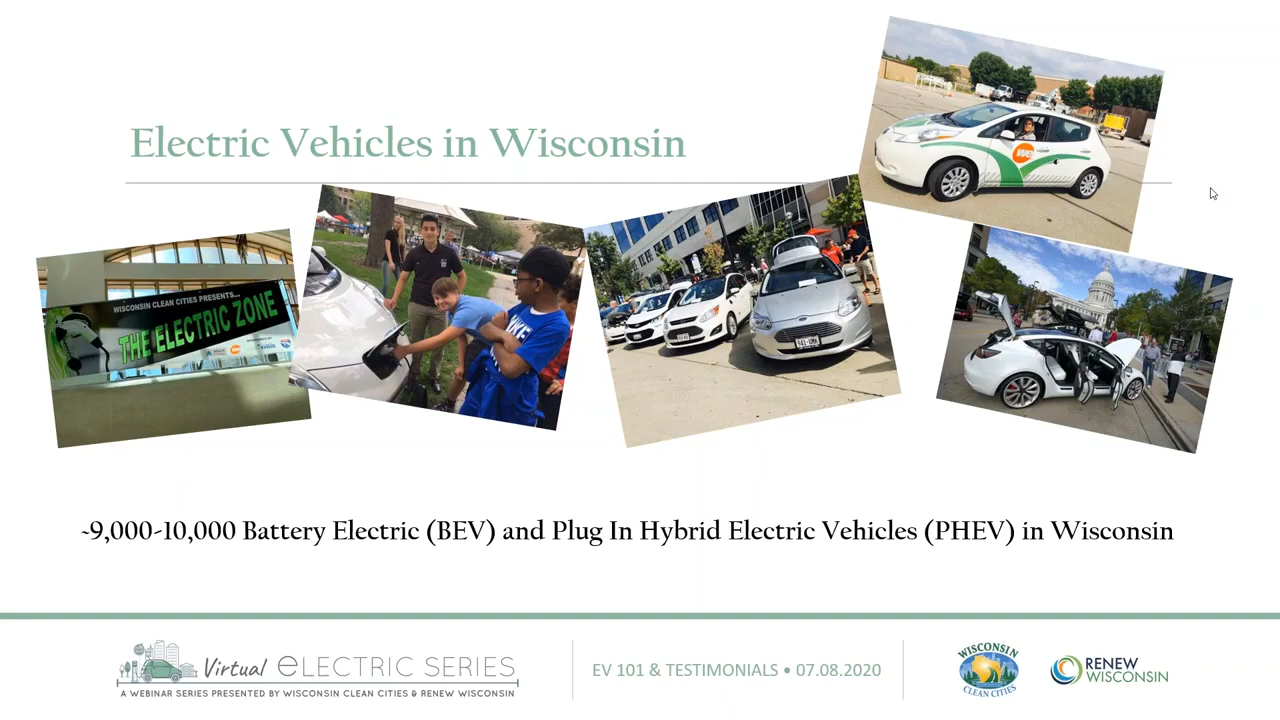 Electric Vehicles in Wisconsin
WISCONSIN CLEAN CITIES PRESENTS...
THE ELECTRIC ZONE
we
~9,000-10,000 Battery Electric (BEV) and Plug In Hybrid Electric Vehicles (PHEV) in Wisconsin
Virtual eLECTRIC SERIES
A WEBINAR SERIES PRESENTED BY WISCONSIN CLEAN CITIES & RENEW WISCONSIN
EV 101 & TESTIMONIALS • 07.08.2020
WISCONSIN
CLEAN CITIES
RENEW
WISCONSIN